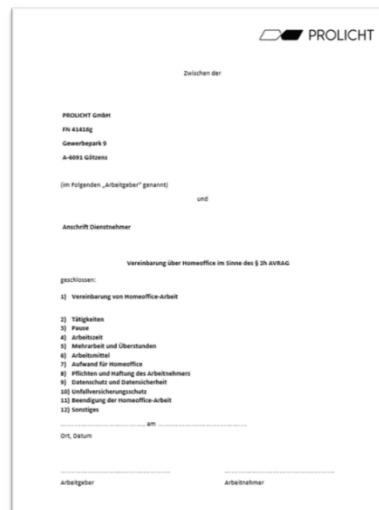 PROLICHT
Zwischen der
PROLICHT GmbH
FN 41416g
Gewerbepark 9
A-6091 Götzens
(im Folgenden „Arbeitgeber" genannt)
und
Anschrift Dienstnehmer
Vereinbarung über Homeoffice im Sinne des § 2h AVRAG
geschlossen:
1) Vereinbarung von Homeoffice-Arbeit
2) Tätigkeiten
3) Pause
4) Arbeitszeit
5) Mehrarbeit und Überstunden
6) Arbeitsmittel
7) Aufwand für Homeoffice
8) Pflichten und Haftung des Arbeitnehmers
9) Datenschutz und Datensicherheit
10) Unfallversicherungsschutz
11) Beendigung der Homeoffice-Arbeit
12) Sonstiges
........................................, am ........................................
Ort, Datum
........................................ ........................................
Arbeitgeber Arbeitnehmer